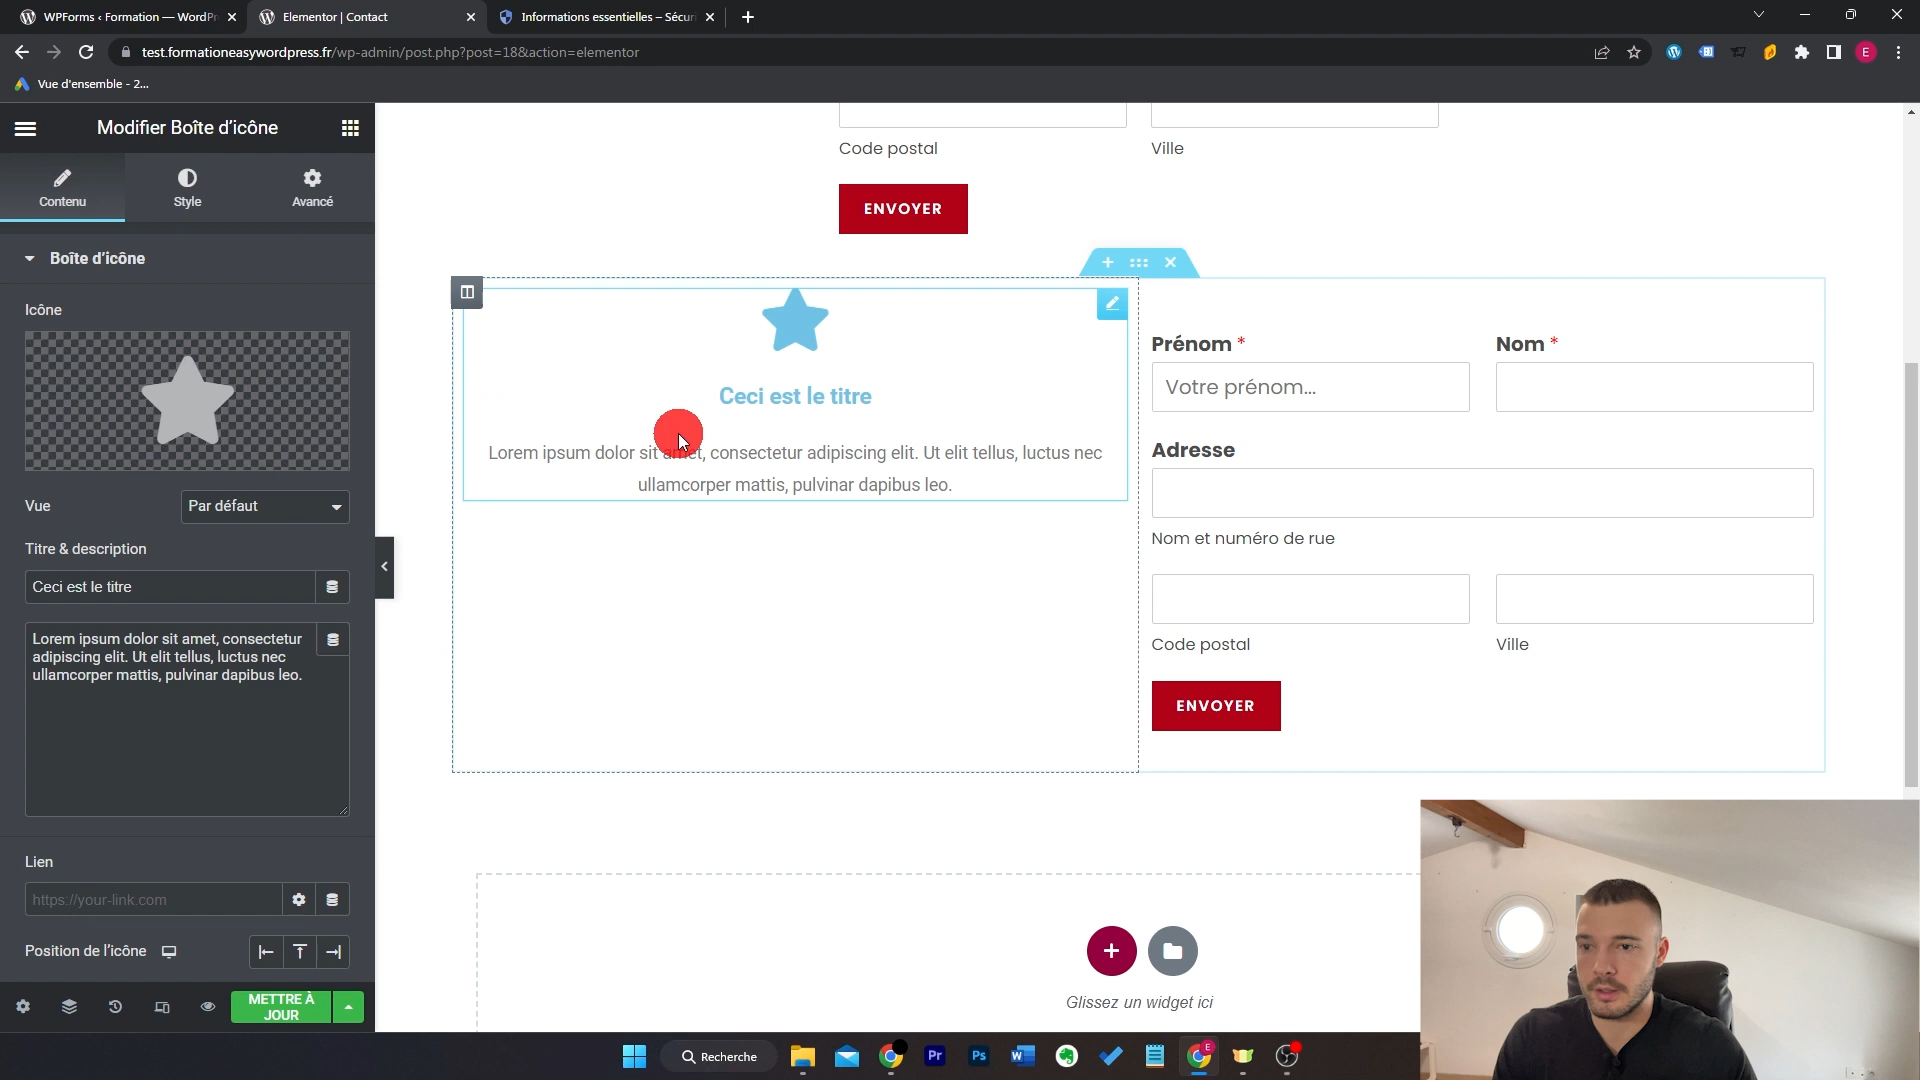 WPForms ‹ Formation — WordPr
Elementor | Contact
Informations essentielles – Sécuri
test.formationeasywordpress.fr/wp-admin/post.php?post=18&action=elementor
E
Vue d'ensemble - 2...
Modifier Boîte d’icône
Contenu
Style
Avancé
Boîte d’icône
Icône
Vue
Par défaut
Titre & description
Ceci est le titre
Lorem ipsum dolor sit amet, consectetur
adipiscing elit. Ut elit tellus, luctus nec
ullamcorper mattis, pulvinar dapibus leo.
Lien
https://your-link.com
Position de l’icône
METTRE À
JOUR
Code postal
Ville
ENVOYER
Ceci est le titre
Lorem ipsum dolor sit amet, consectetur adipiscing elit. Ut elit tellus, luctus nec
ullamcorper mattis, pulvinar dapibus leo.
Prénom *
Nom *
Votre prénom...
Adresse
Nom et numéro de rue
Code postal
Ville
ENVOYER
Glissez un widget ici
Recherche
Pr
Ps
W
E